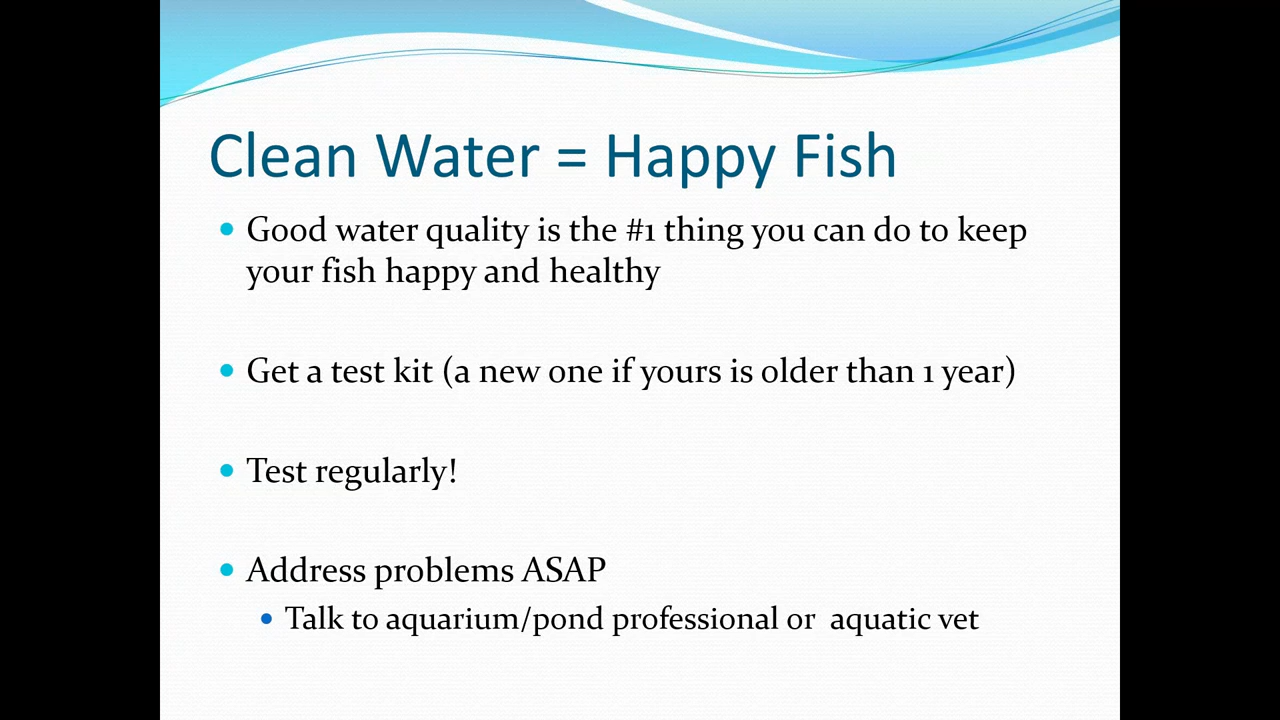 Clean Water = Happy Fish
• Good water quality is the #1 thing you can do to keep
your fish happy and healthy
• Get a test kit (a new one if yours is older than 1 year)
• Test regularly!
• Address problems ASAP
• Talk to aquarium/pond professional or  aquatic vet